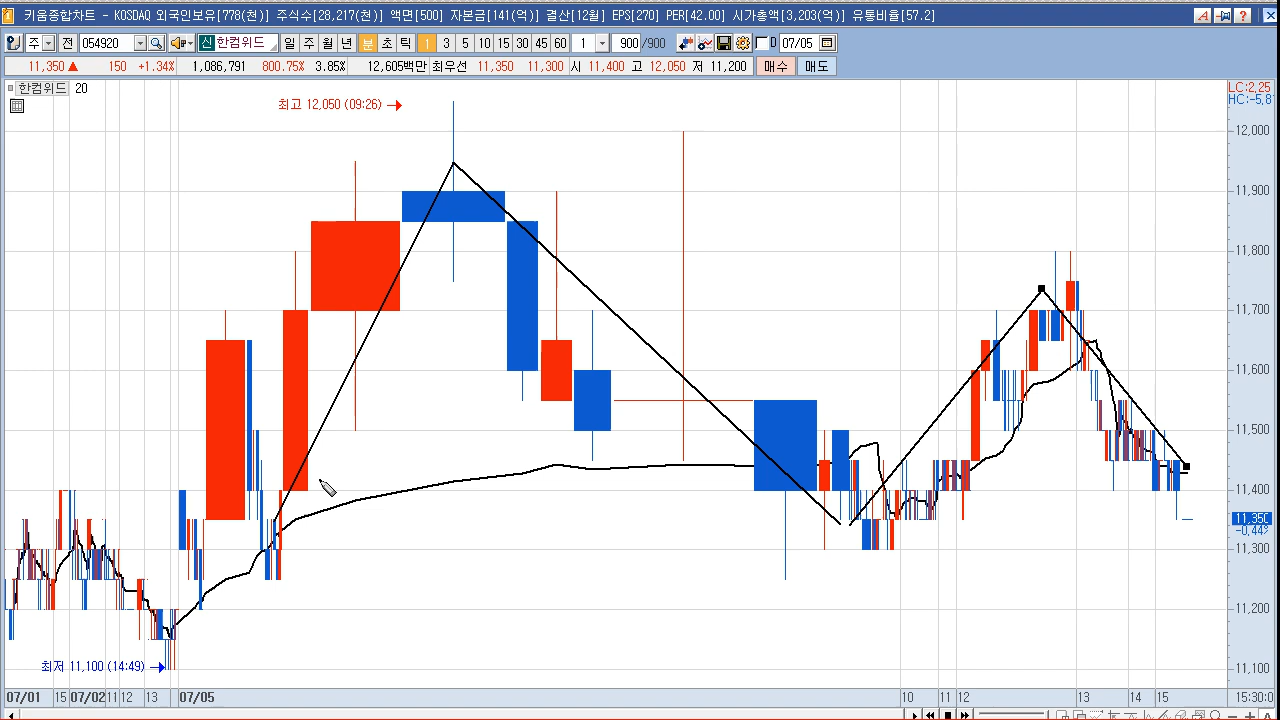 키움종합차트 - KOSDAQ 외국인보유[778(천)] 주식수[28,217(천)] 액면[500] 자본금[141(억)] 결산[12월] EPS[270] PER[42.00] 시가총액[3,203(억)] 유통비율[57.2]
주 전 054920 신 한컴위드 일 주 월 년 분 초 틱 1 3 5 10 15 30 45 60 1 900 /900 D 07/05
11,350 ▲ 150 +1.34% 1,086,791 800.75% 3.85% 12,605백만 최우선 11,350 11,300 시 11,400 고 12,050 저 11,200 매수 매도
한컴위드 20
LC:2,25
HC:-5,8
최고 12,050 (09:26)
12,000
11,900
11,800
11,700
11,600
11,500
11,400
11,350
-0,44%
11,300
11,200
11,100
최저 11,100 (14:49)
07/01 15 07/02 11 12 13 07/05 10 11 12 13 14 15 15:30:0